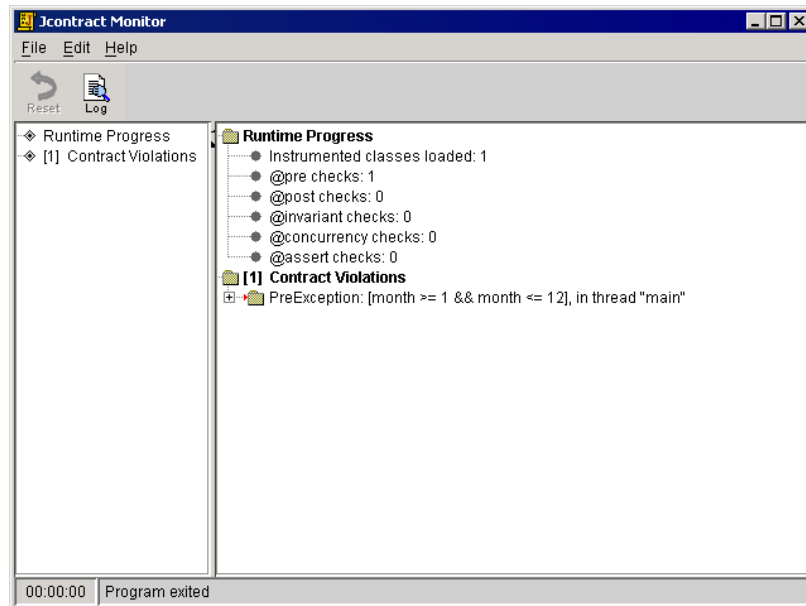 Jcontract Monitor
File Edit Help
Reset Log
Runtime Progress
[1] Contract Violations
Runtime Progress
Instrumented classes loaded: 1
@pre checks: 1
@post checks: 0
@invariant checks: 0
@concurrency checks: 0
@assert checks: 0
[1] Contract Violations
PreException: [month >= 1 && month <= 12], in thread "main"
00:00:00 Program exited